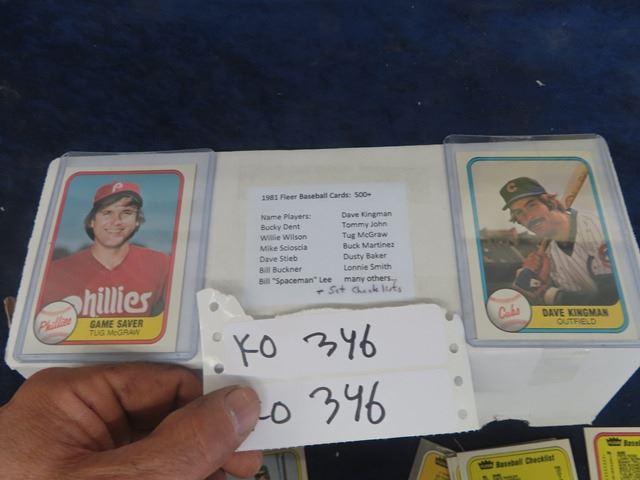 Phillies
Phillies
GAME SAVER
TUG McGRAW
1981 Fleer Baseball Cards: 500+
Name Players:
Bucky Dent
Willie Wilson
Mike Scioscia
Dave Stieb
Bill Buckner
Bill "Spaceman" Lee
Dave Kingman
Tommy John
Tug McGraw
Buck Martinez
Dusty Baker
Lonnie Smith
many others
+ Set Checklists
Cubs
DAVE KINGMAN
OUTFIELD
KO 346
KO 346
Baseball Checklist
Baseball